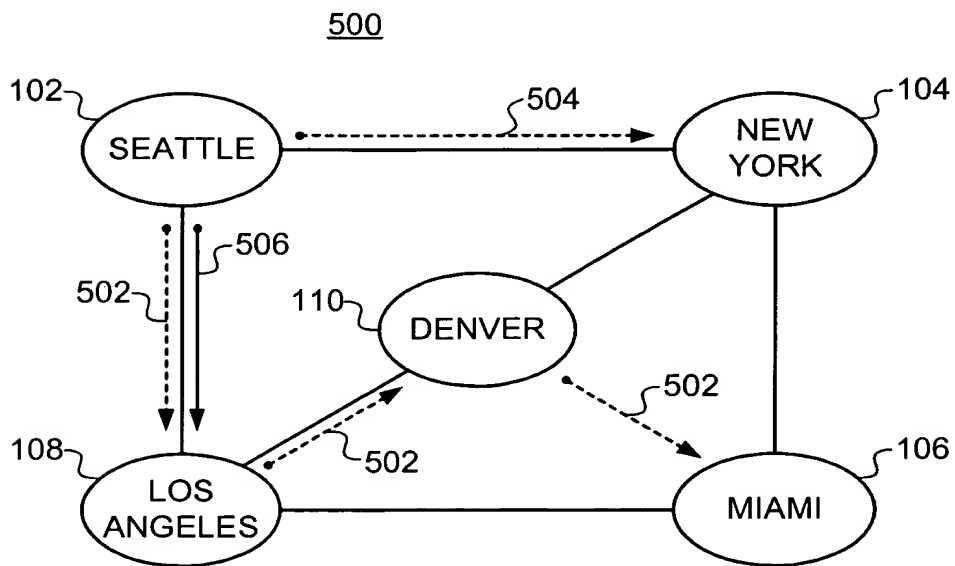 500
102
SEATTLE
504
104
NEW
YORK
506
502
110
DENVER
502
502
108
LOS
ANGELES
106
MIAMI